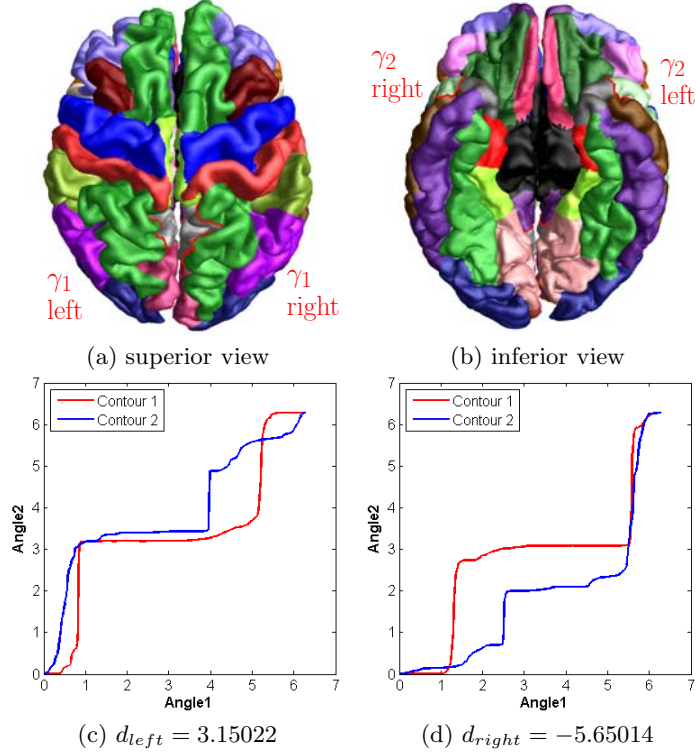 γ2
right
γ2
left
γ1
left
γ1
right
(a) superior view
(b) inferior view
7
6
5
4
3
2
1
0
Angle2
Contour 1
Contour 2
0 1 2 3 4 5 6 7
Angle1
7
6
5
4
3
2
1
0
Angle2
Contour 1
Contour 2
0 1 2 3 4 5 6 7
Angle1
(c) d_left = 3.15022
(d) d_right = −5.65014